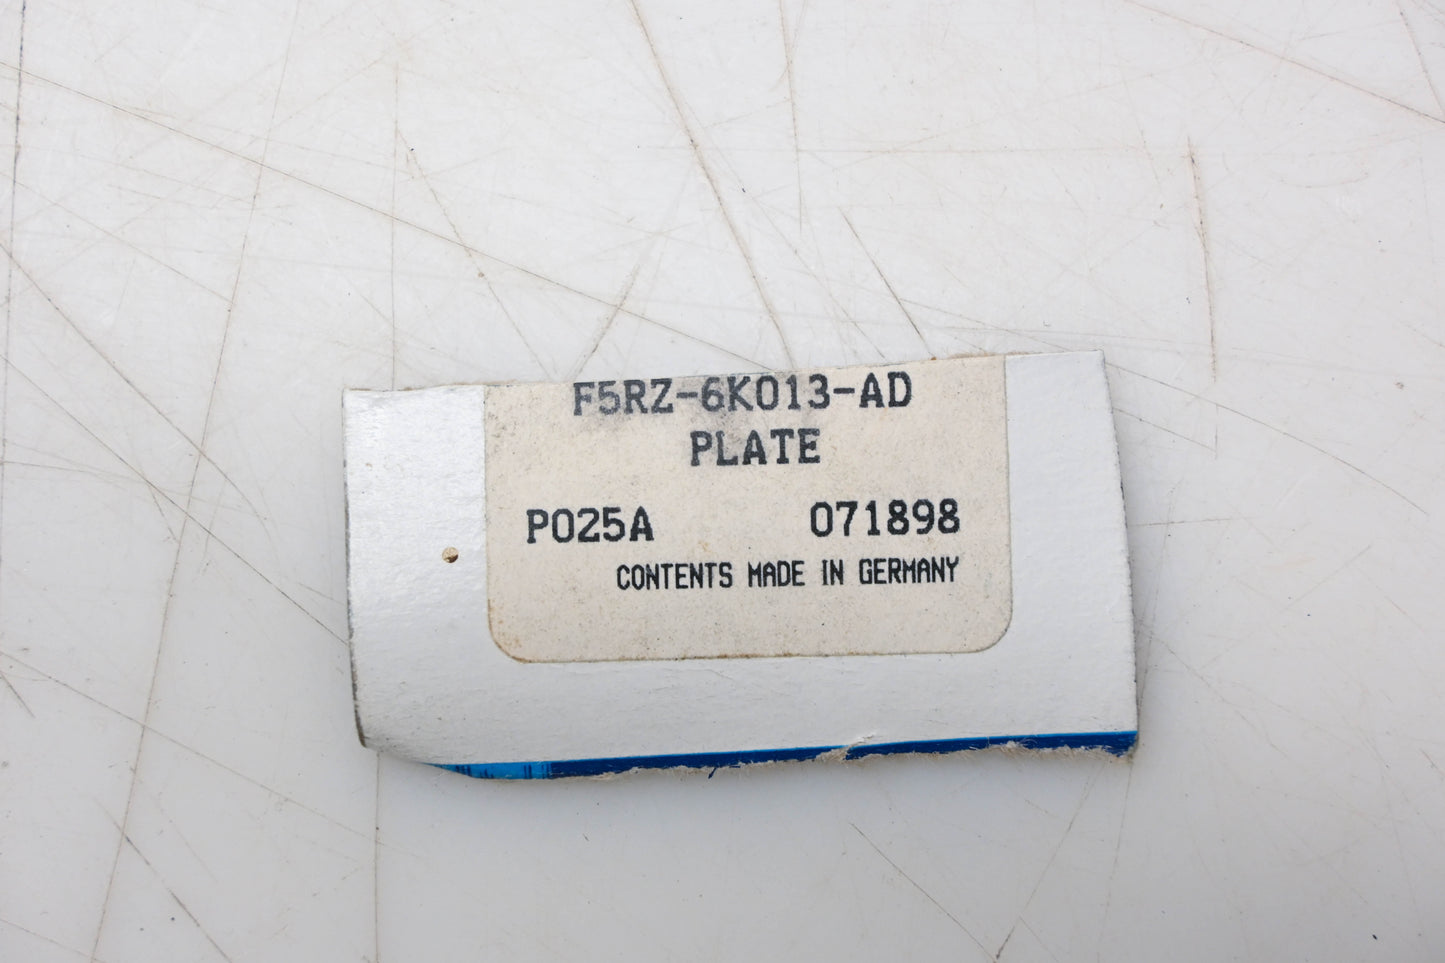 F5RZ-6K013-AD
PLATE
P025A 071898
CONTENTS MADE IN GERMANY